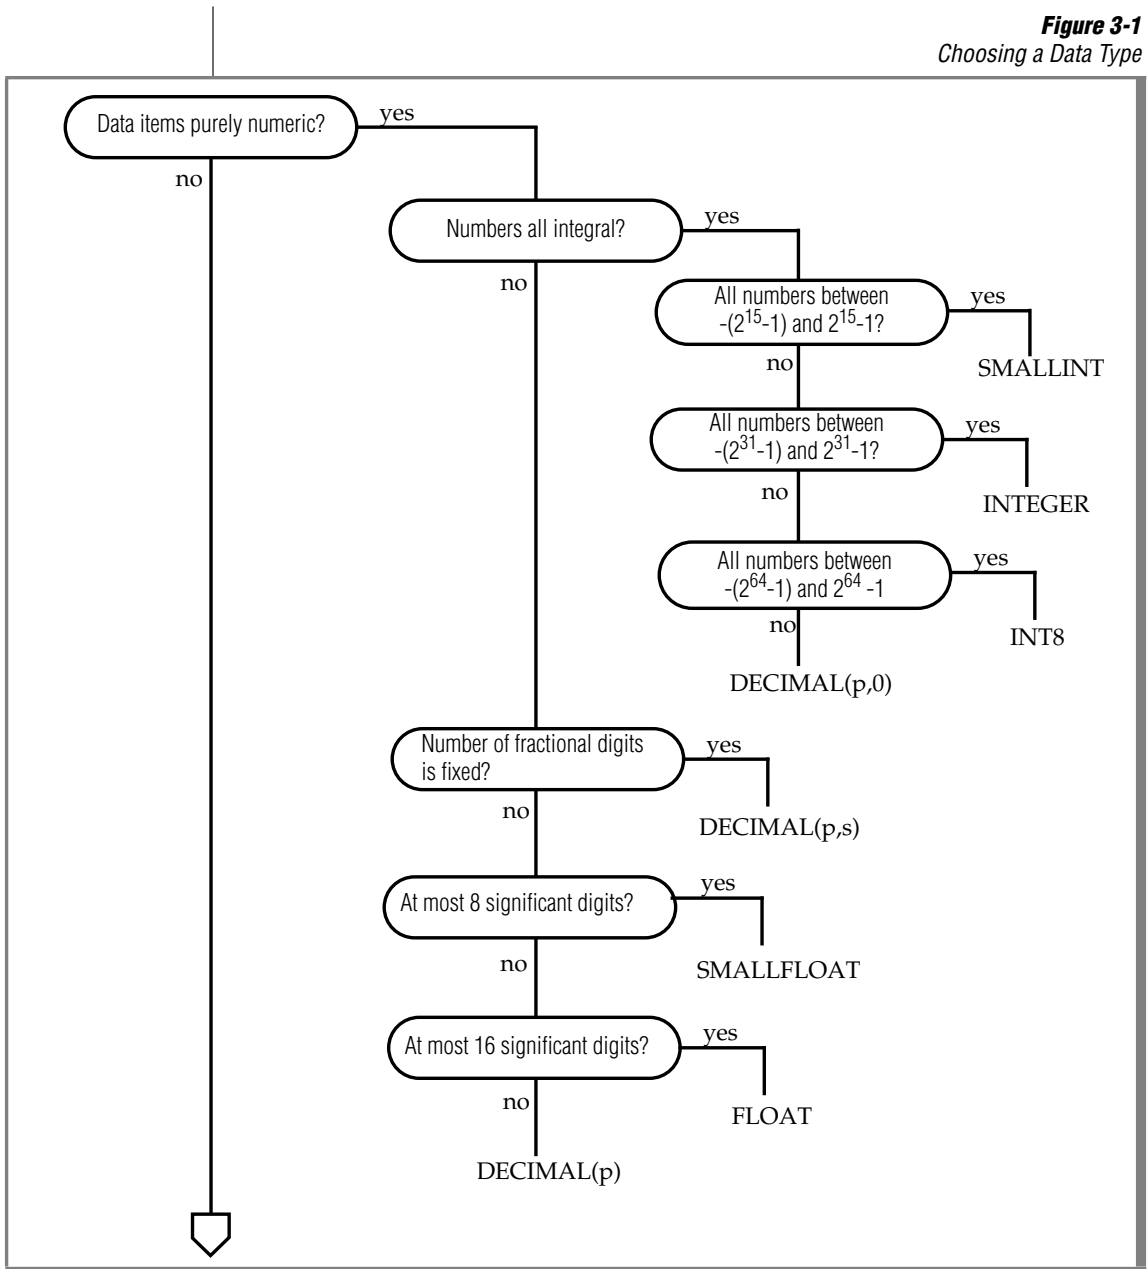 Figure 3-1
Choosing a Data Type
Data items purely numeric?
yes
no
Numbers all integral?
yes
no
All numbers between
-(2^15-1) and 2^15-1?
yes
SMALLINT
no
All numbers between
-(2^31-1) and 2^31-1?
yes
INTEGER
no
All numbers between
-(2^64-1) and 2^64 -1
yes
INT8
no
DECIMAL(p,0)
Number of fractional digits
is fixed?
yes
DECIMAL(p,s)
no
At most 8 significant digits?
yes
SMALLFLOAT
no
At most 16 significant digits?
yes
FLOAT
no
DECIMAL(p)